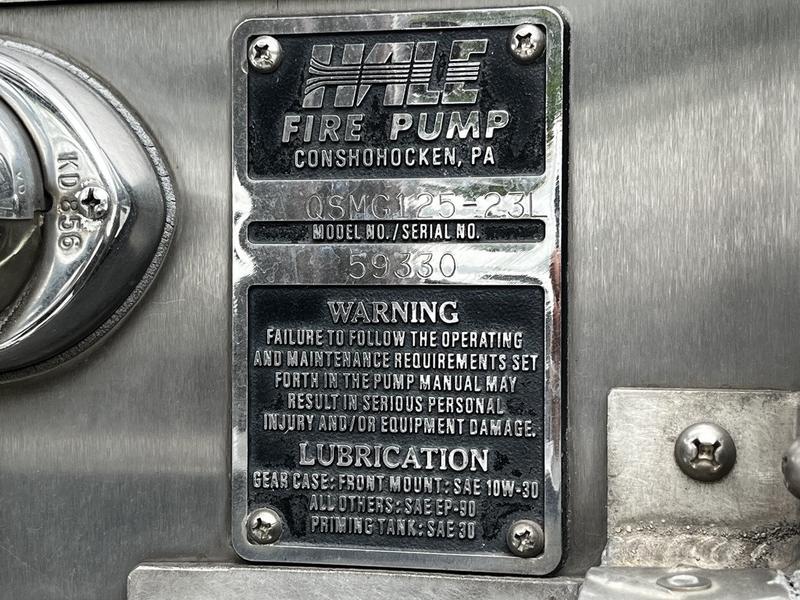 HALE
FIRE PUMP
CONSHOHOCKEN, PA
QSMG125-23L
MODEL NO./SERIAL NO.
59330
WARNING
FAILURE TO FOLLOW THE OPERATING
AND MAINTENANCE REQUIREMENTS SET
FORTH IN THE PUMP MANUAL MAY
RESULT IN SERIOUS PERSONAL
INJURY AND/OR EQUIPMENT DAMAGE.
LUBRICATION
GEAR CASE: FRONT MOUNT: SAE 10W-30
ALL OTHERS: SAE EP-90
PRIMING TANK: SAE 30
KD856